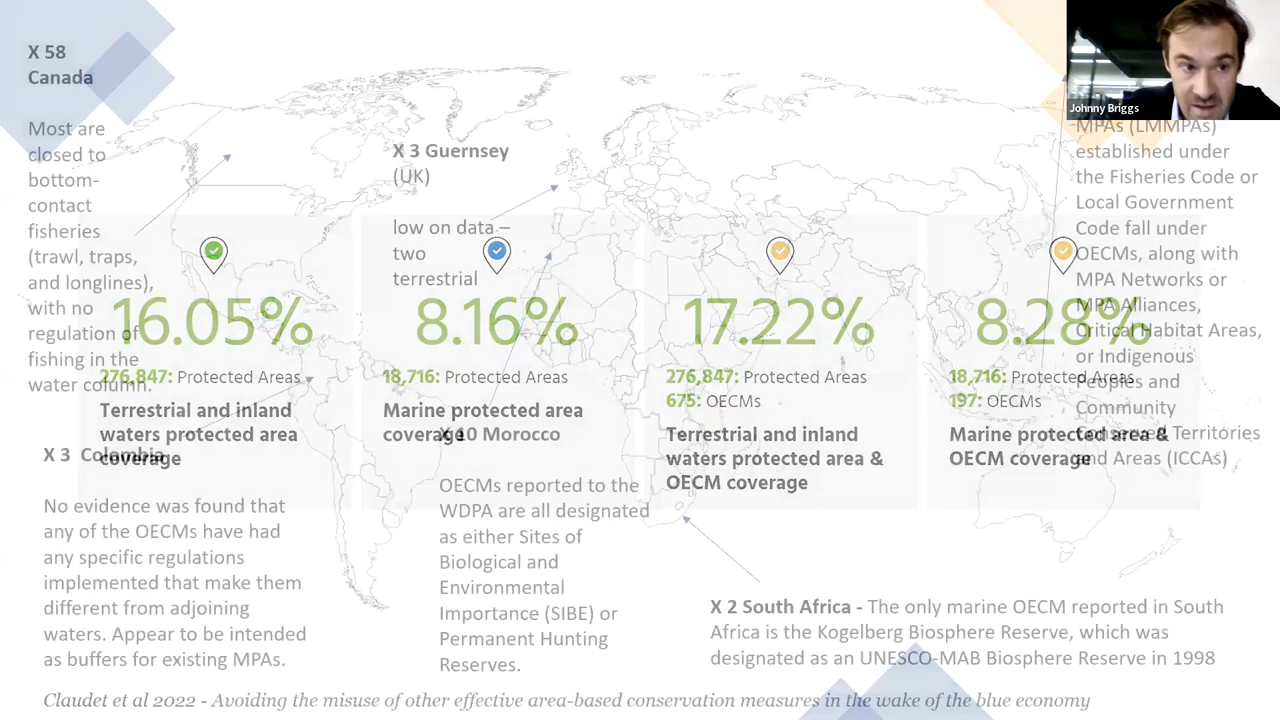 X 58
Canada
Most are
closed to
bottom-
contact
fisheries
(trawl, traps,
and longlines),
with no
regulation of
fishing in the
water column.
X 3 Guernsey
(UK)
low on data –
two
terrestrial
Johnny Briggs
MPAs (LMMPAs)
established under
the Fisheries Code or
Local Government
Code fall under
OECMs, along with
MPA Networks or
MPA Alliances,
Critical Habitat Areas,
or Indigenous
Peoples and
Community
Conserved Territories
and Areas (ICCAs)
16.05%
276,847: Protected Areas
Terrestrial and inland
waters protected area
coverage
8.16%
18,716: Protected Areas
Marine protected area
coverage
17.22%
276,847: Protected Areas
675: OECMs
Terrestrial and inland
waters protected area &
OECM coverage
8.28%
18,716: Protected Areas
197: OECMs
Marine protected area &
OECM coverage
X 3 Colombia
No evidence was found that
any of the OECMs have had
any specific regulations
implemented that make them
different from adjoining
waters. Appear to be intended
as buffers for existing MPAs.
X 10 Morocco
OECMs reported to the
WDPA are all designated
as either Sites of
Biological and
Environmental
Importance (SIBE) or
Permanent Hunting
Reserves.
X 2 South Africa - The only marine OECM reported in South
Africa is the Kogelberg Biosphere Reserve, which was
designated as an UNESCO-MAB Biosphere Reserve in 1998
Claudet et al 2022 - Avoiding the misuse of other effective area-based conservation measures in the wake of the blue economy